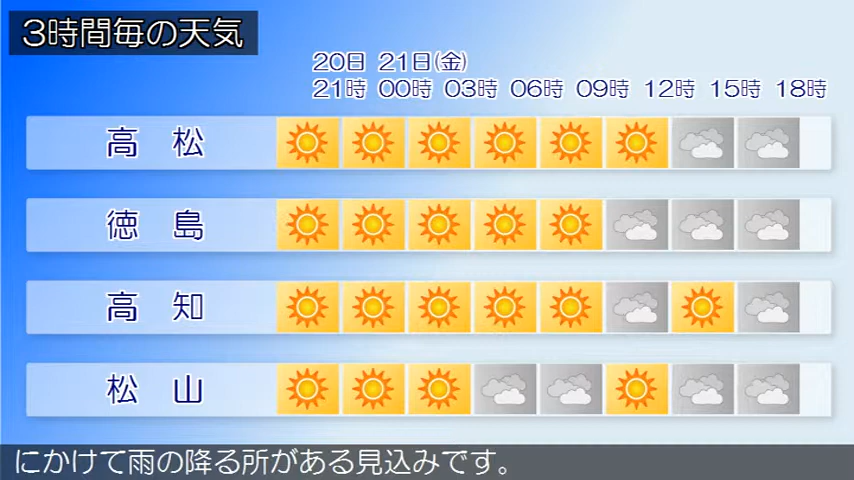 3時間毎の天気
20日 21日(金)
21時 00時 03時 06時 09時 12時 15時 18時
高松
徳島
高知
松山
にかけて雨の降る所がある見込みです。